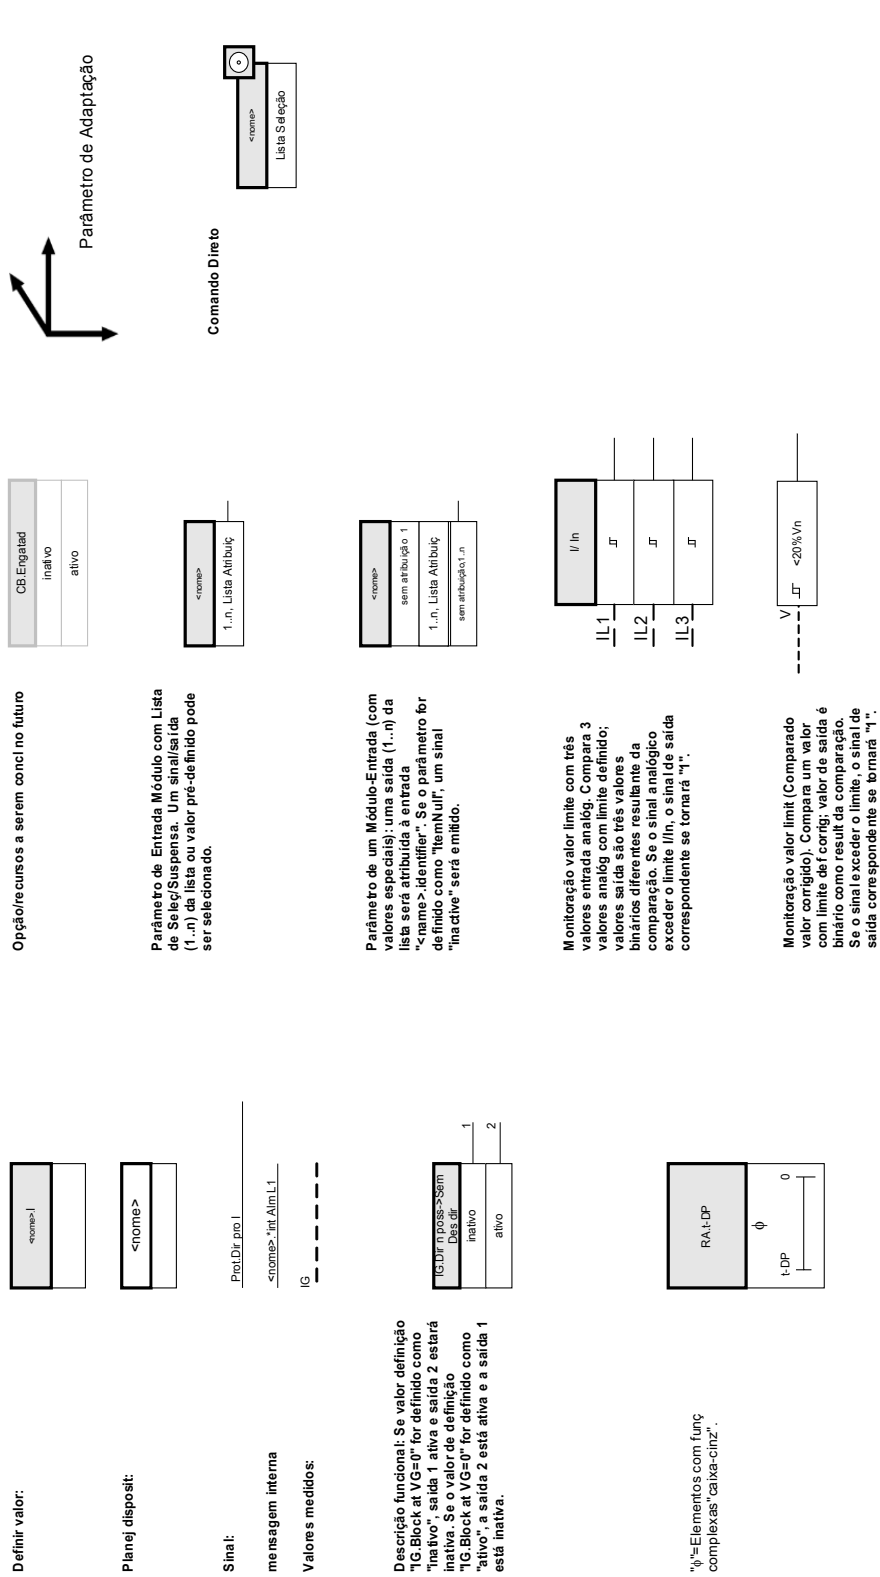 Definir valor:
<nome>.I
Planej disposit:
<nome>
Sinal:
Prot.Dir pro I
mensagem interna
<nome>.*int Alm L1
Valores medidos:
IG
Descrição funcional: Se valor definição
"IG.Block at VG=0" for definido como
"inativo", saída 1 ativa e saída 2 estará
inativa. Se o valor de definição
"IG.Block at VG=0" for definido como
"ativo", a saída 2 está ativa e a saída 1
está inativa.
IG.Dir n poss->Sem
Des dir
inativo
1
ativo
2
"φ"=Elementos com funç
complexas"caixa-cinz".
RA.t-DP
φ
t-DP
0
Opção/recursos a serem concl no futuro
CB.Engatad
inativo
ativo
Parâmetro de Entrada Módulo com Lista
de Seleç/Suspensa. Um sinal/saída
(1..n) da lista ou valor pré-definido pode
ser selecionado.
<nome>
1..n, Lista Atribuiç
Parâmetro de um Módulo-Entrada (com
valores especiais): uma saída (1..n) da
lista será atribuída à entrada
"<name>.identifier". Se o parâmetro for
definido como "ItemNull", um sinal
"inactive" será emitido.
<nome>
sem atribuição 1
1..n, Lista Atribuiç
sem atribuição,1..n
Monitoração valor limite com três
valores entrada analóg. Compara 3
valores analóg com limite definido;
valores saída são três valores
binários diferentes resultante da
comparação. Se o sinal analógico
exceder o limite I/In, o sinal de saída
correspondente se tornará "1".
I/ In
IL1
IL2
IL3
Monitoração valor limit (Comparado
valor corrigido). Compara um valor
com limite def corrig; valor de saída é
binário como result da comparação.
Se o sinal exceder o limite, o sinal de
saída correspondente se tornará "1".
V
<20%Vn
Parâmetro de Adaptação
Comando Direto
<nome>
Lista Seleção